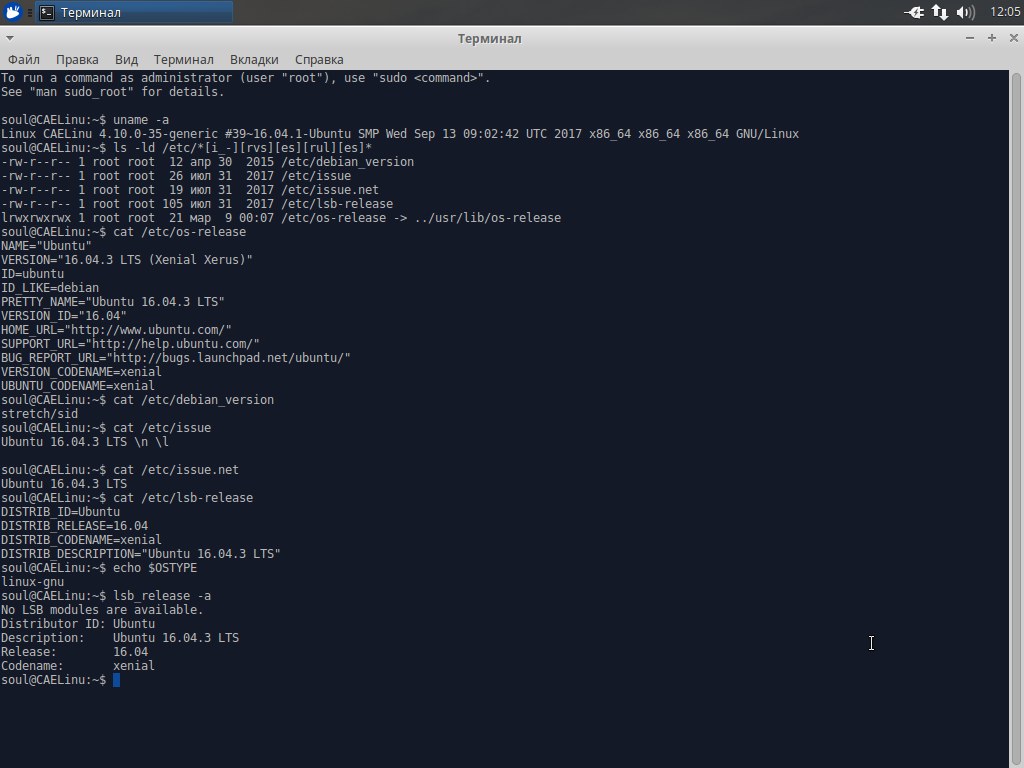 Терминал
12:05
Терминал
Файл Правка Вид Терминал Вкладки Справка
To run a command as administrator (user "root"), use "sudo <command>".
See "man sudo_root" for details.
soul@CAELinu:~$ uname -a
Linux CAELinu 4.10.0-35-generic #39~16.04.1-Ubuntu SMP Wed Sep 13 09:02:42 UTC 2017 x86_64 x86_64 x86_64 GNU/Linux
soul@CAELinu:~$ ls -ld /etc/*[i_-][rvs][es][rul][es]*
-rw-r--r-- 1 root root  12 апр 30  2015 /etc/debian_version
-rw-r--r-- 1 root root  26 июл 31  2017 /etc/issue
-rw-r--r-- 1 root root  19 июл 31  2017 /etc/issue.net
-rw-r--r-- 1 root root 105 июл 31  2017 /etc/lsb-release
lrwxrwxrwx 1 root root  21 мар  9 00:07 /etc/os-release -> ../usr/lib/os-release
soul@CAELinu:~$ cat /etc/os-release
NAME="Ubuntu"
VERSION="16.04.3 LTS (Xenial Xerus)"
ID=ubuntu
ID_LIKE=debian
PRETTY_NAME="Ubuntu 16.04.3 LTS"
VERSION_ID="16.04"
HOME_URL="http://www.ubuntu.com/"
SUPPORT_URL="http://help.ubuntu.com/"
BUG_REPORT_URL="http://bugs.launchpad.net/ubuntu/"
VERSION_CODENAME=xenial
UBUNTU_CODENAME=xenial
soul@CAELinu:~$ cat /etc/debian_version
stretch/sid
soul@CAELinu:~$ cat /etc/issue
Ubuntu 16.04.3 LTS \n \l
soul@CAELinu:~$ cat /etc/issue.net
Ubuntu 16.04.3 LTS
soul@CAELinu:~$ cat /etc/lsb-release
DISTRIB_ID=Ubuntu
DISTRIB_RELEASE=16.04
DISTRIB_CODENAME=xenial
DISTRIB_DESCRIPTION="Ubuntu 16.04.3 LTS"
soul@CAELinu:~$ echo $OSTYPE
linux-gnu
soul@CAELinu:~$ lsb_release -a
No LSB modules are available.
Distributor ID: Ubuntu
Description:    Ubuntu 16.04.3 LTS
Release:        16.04
Codename:       xenial
soul@CAELinu:~$